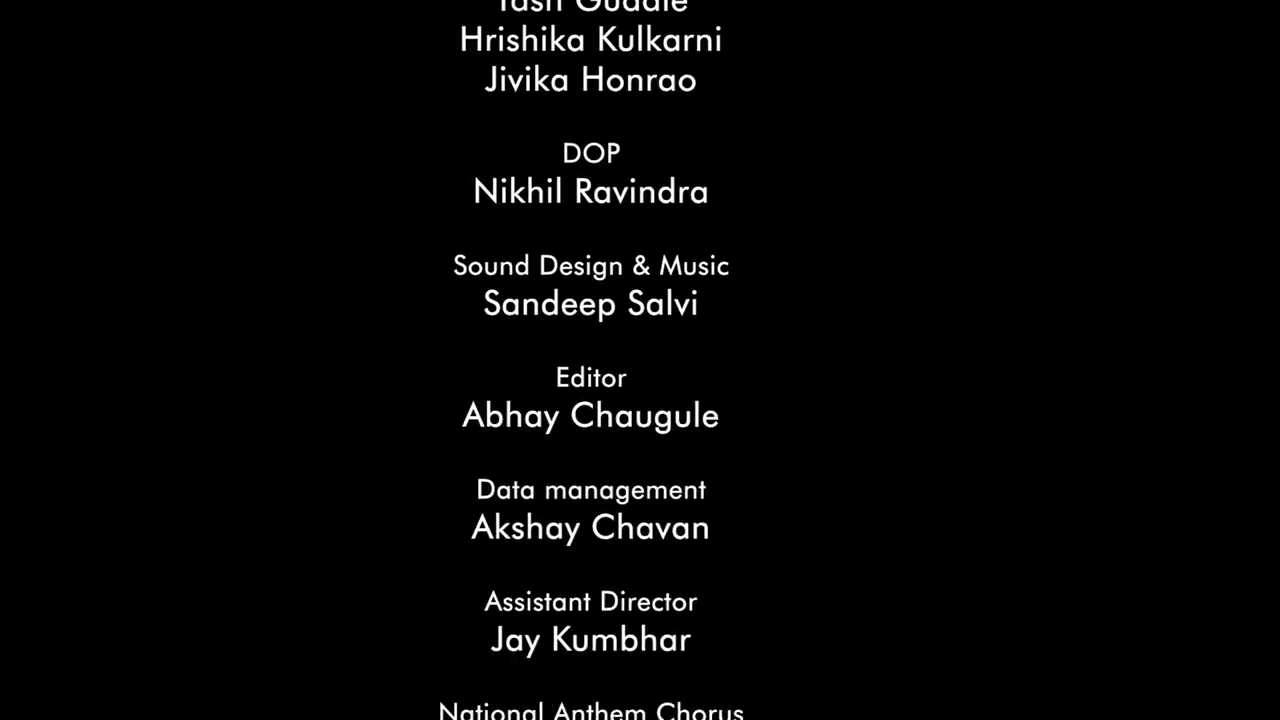 Hrishika Kulkarni
Jivika Honrao
DOP
Nikhil Ravindra
Sound Design & Music
Sandeep Salvi
Editor
Abhay Chaugule
Data management
Akshay Chavan
Assistant Director
Jay Kumbhar
National Anthem Chorus